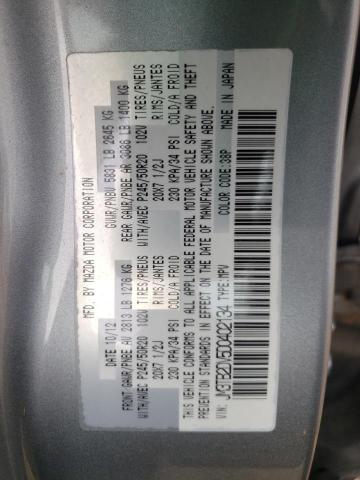 MFD. BY MAZDA MOTOR CORPORATION
DATE 10/12 GVWR/PNBV 5831 LB 2645 KG
FRONT GAWR/PNBE AV 2813 LB 1276 KG REAR GAWR/PNBE AR 3086 LB 1400 KG
WITH/AVEC P245/50R20 102V TIRES/PNEUS WITH/AVEC P245/50R20 102V TIRES/PNEUS
20X7 1/2J RIMS/JANTES 20X7 1/2J RIMS/JANTES
230 KPA/34 PSI COLD/A FROID 230 KPA/34 PSI COLD/A FROID
THIS VEHICLE CONFORMS TO ALL APPLICABLE FEDERAL MOTOR VEHICLE SAFETY AND THEFT
PREVENTION STANDARDS IN EFFECT ON THE DATE OF MANUFACTURE SHOWN ABOVE.
VIN: JM3TB2DV5D0402134 TYPE:MPV COLOR CODE:38P MADE IN JAPAN